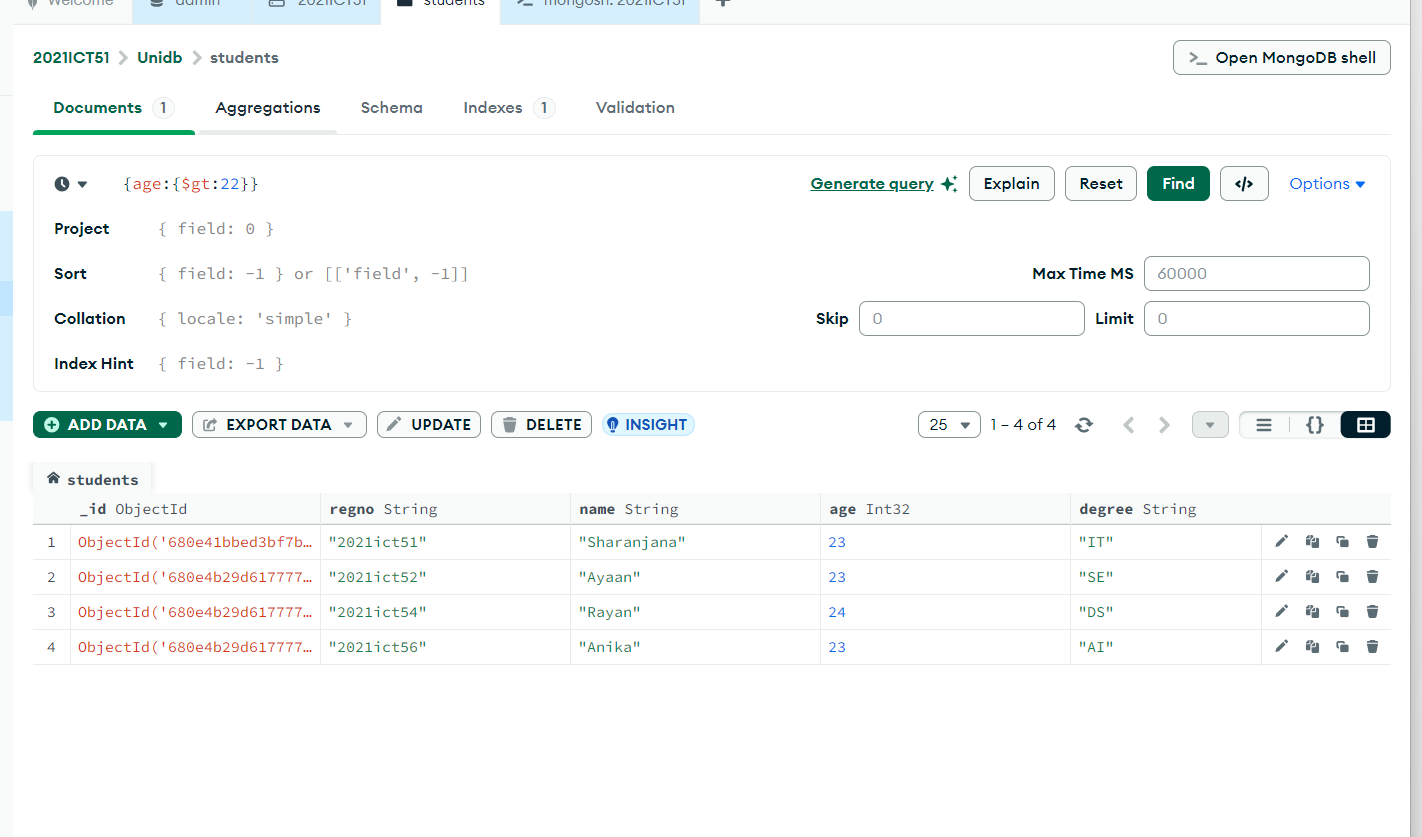 Welcome admin 2021ICT51 students mongosh: 2021ICT51
2021ICT51 Unidb students
>_ Open MongoDB shell
Documents 1 Aggregations Schema Indexes 1 Validation
{age:{$gt:22}}
Generate query Explain Reset Find </> Options
Project { field: 0 }
Sort { field: -1 } or [['field', -1]]
Max Time MS 60000
Collation { locale: 'simple' }
Skip 0 Limit 0
Index Hint { field: -1 }
ADD DATA EXPORT DATA UPDATE DELETE INSIGHT
25 1 – 4 of 4 {}
students
_id ObjectId regno String name String age Int32 degree String
1 ObjectId('680e41bbed3bf7b… "2021ict51" "Sharanjana" 23 "IT"
2 ObjectId('680e4b29d617777… "2021ict52" "Ayaan" 23 "SE"
3 ObjectId('680e4b29d617777… "2021ict54" "Rayan" 24 "DS"
4 ObjectId('680e4b29d617777… "2021ict56" "Anika" 23 "AI"